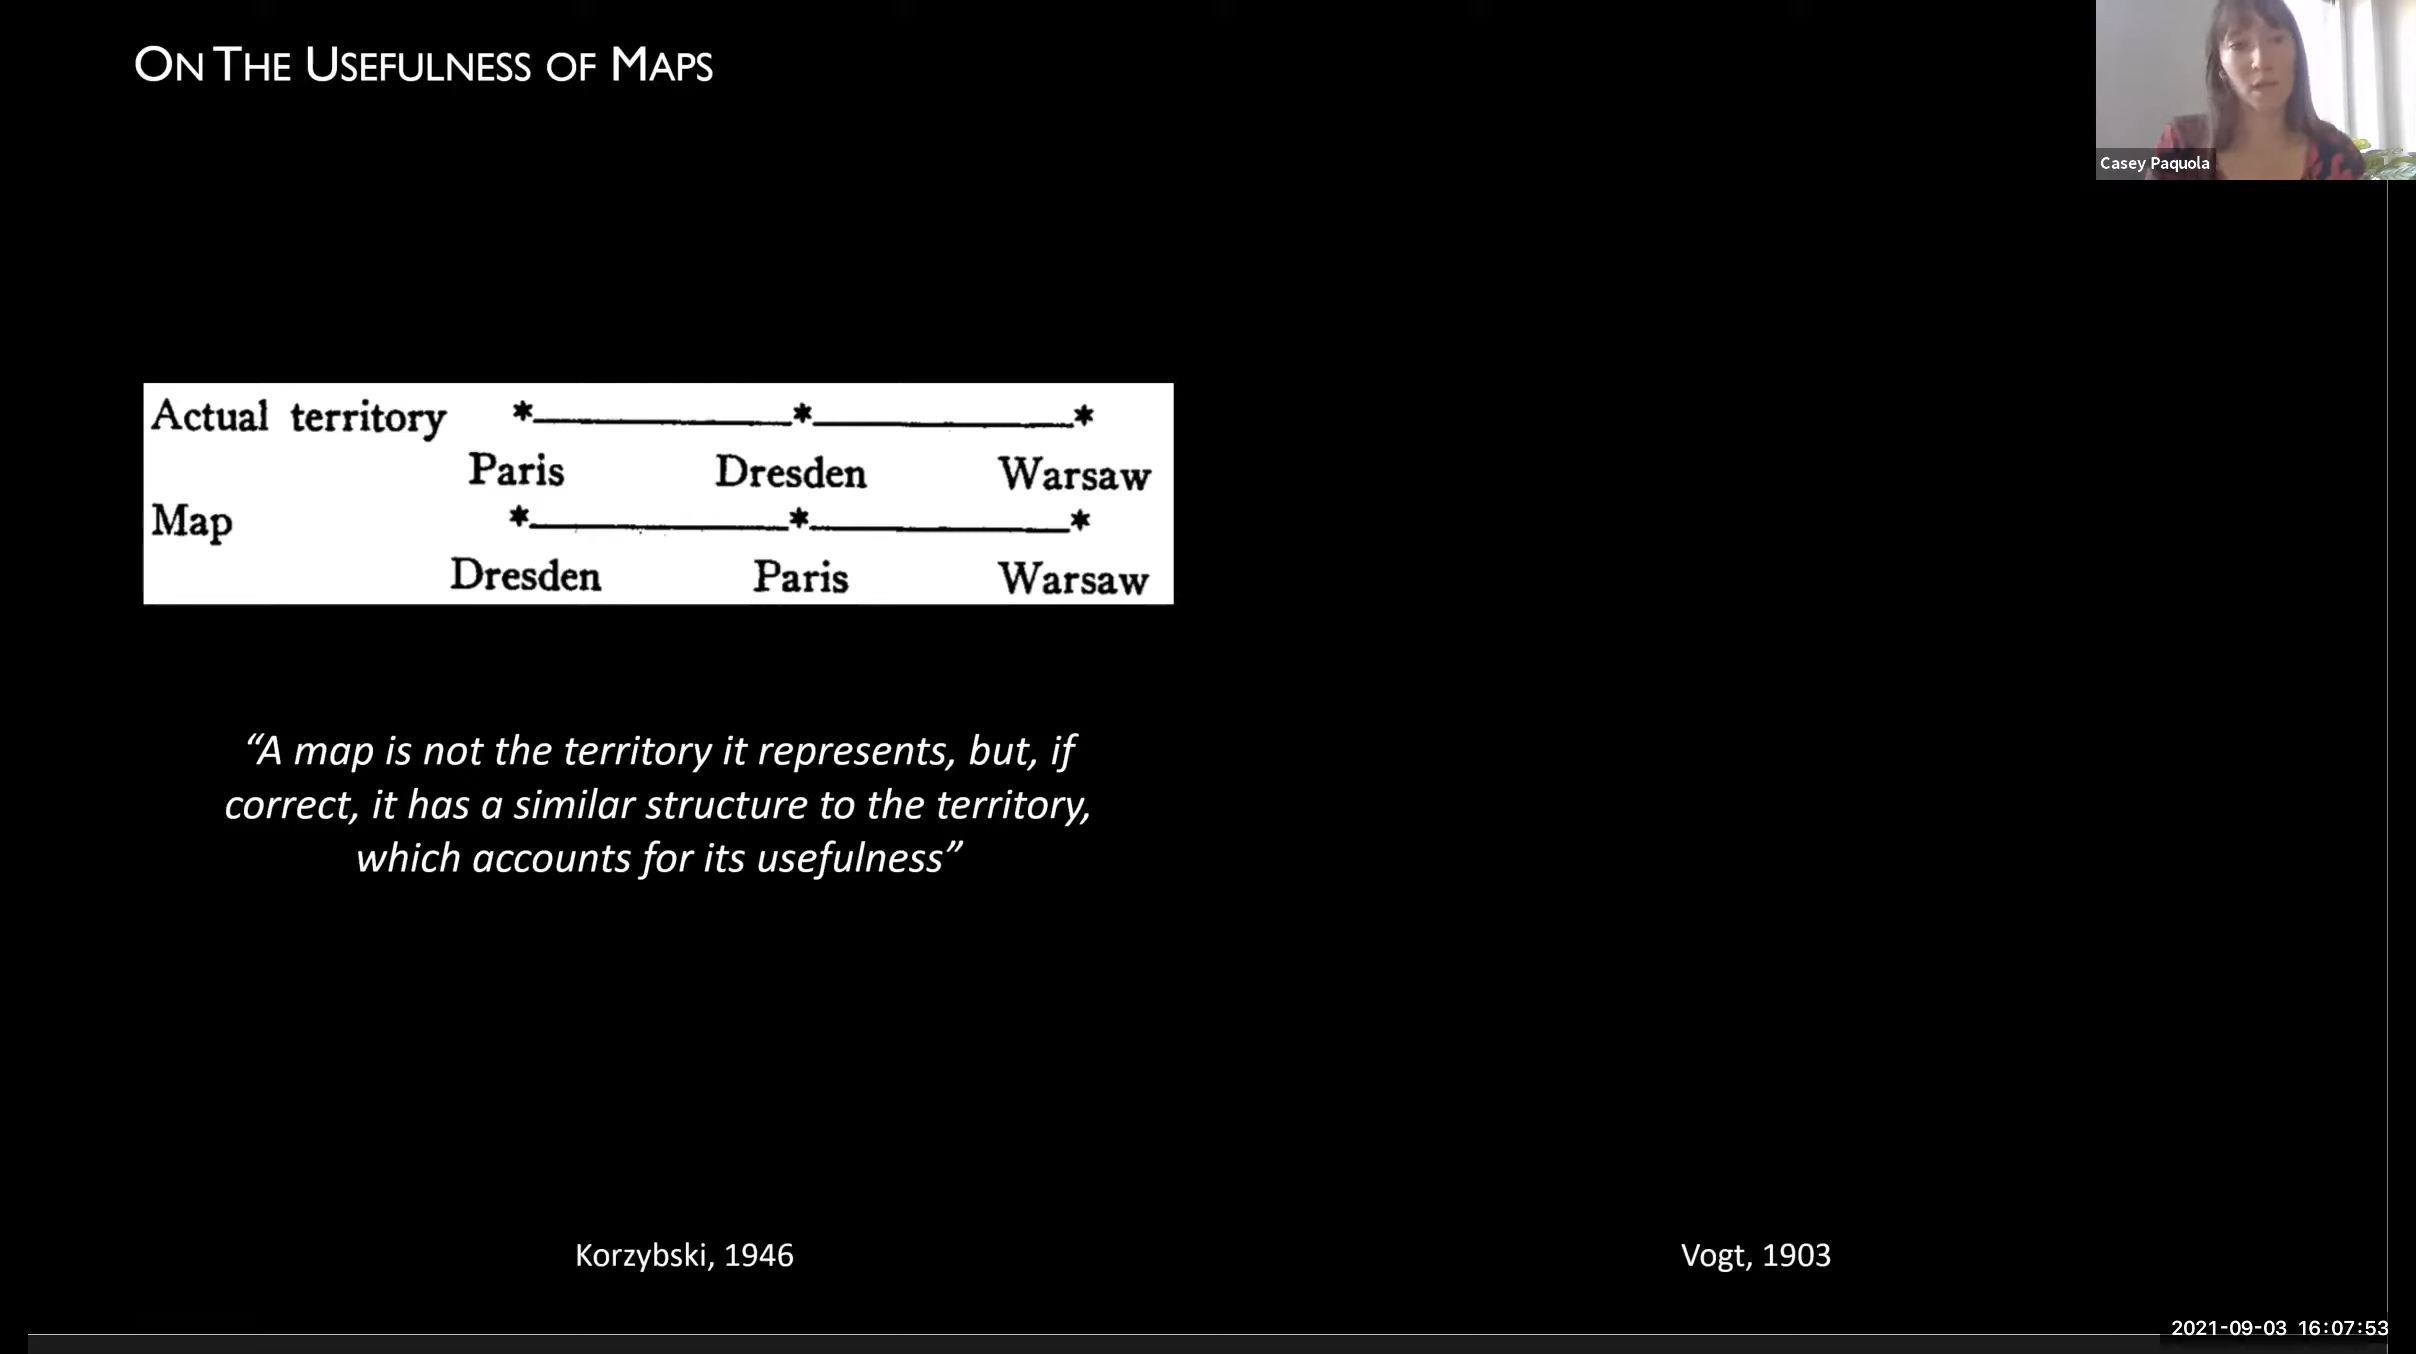 ON THE USEFULNESS OF MAPS
Casey Paquola
Actual territory
Paris Dresden Warsaw
Map
Dresden Paris Warsaw
“A map is not the territory it represents, but, if
correct, it has a similar structure to the territory,
which accounts for its usefulness”
Korzybski, 1946
Vogt, 1903
2021-09-03 16:07:53